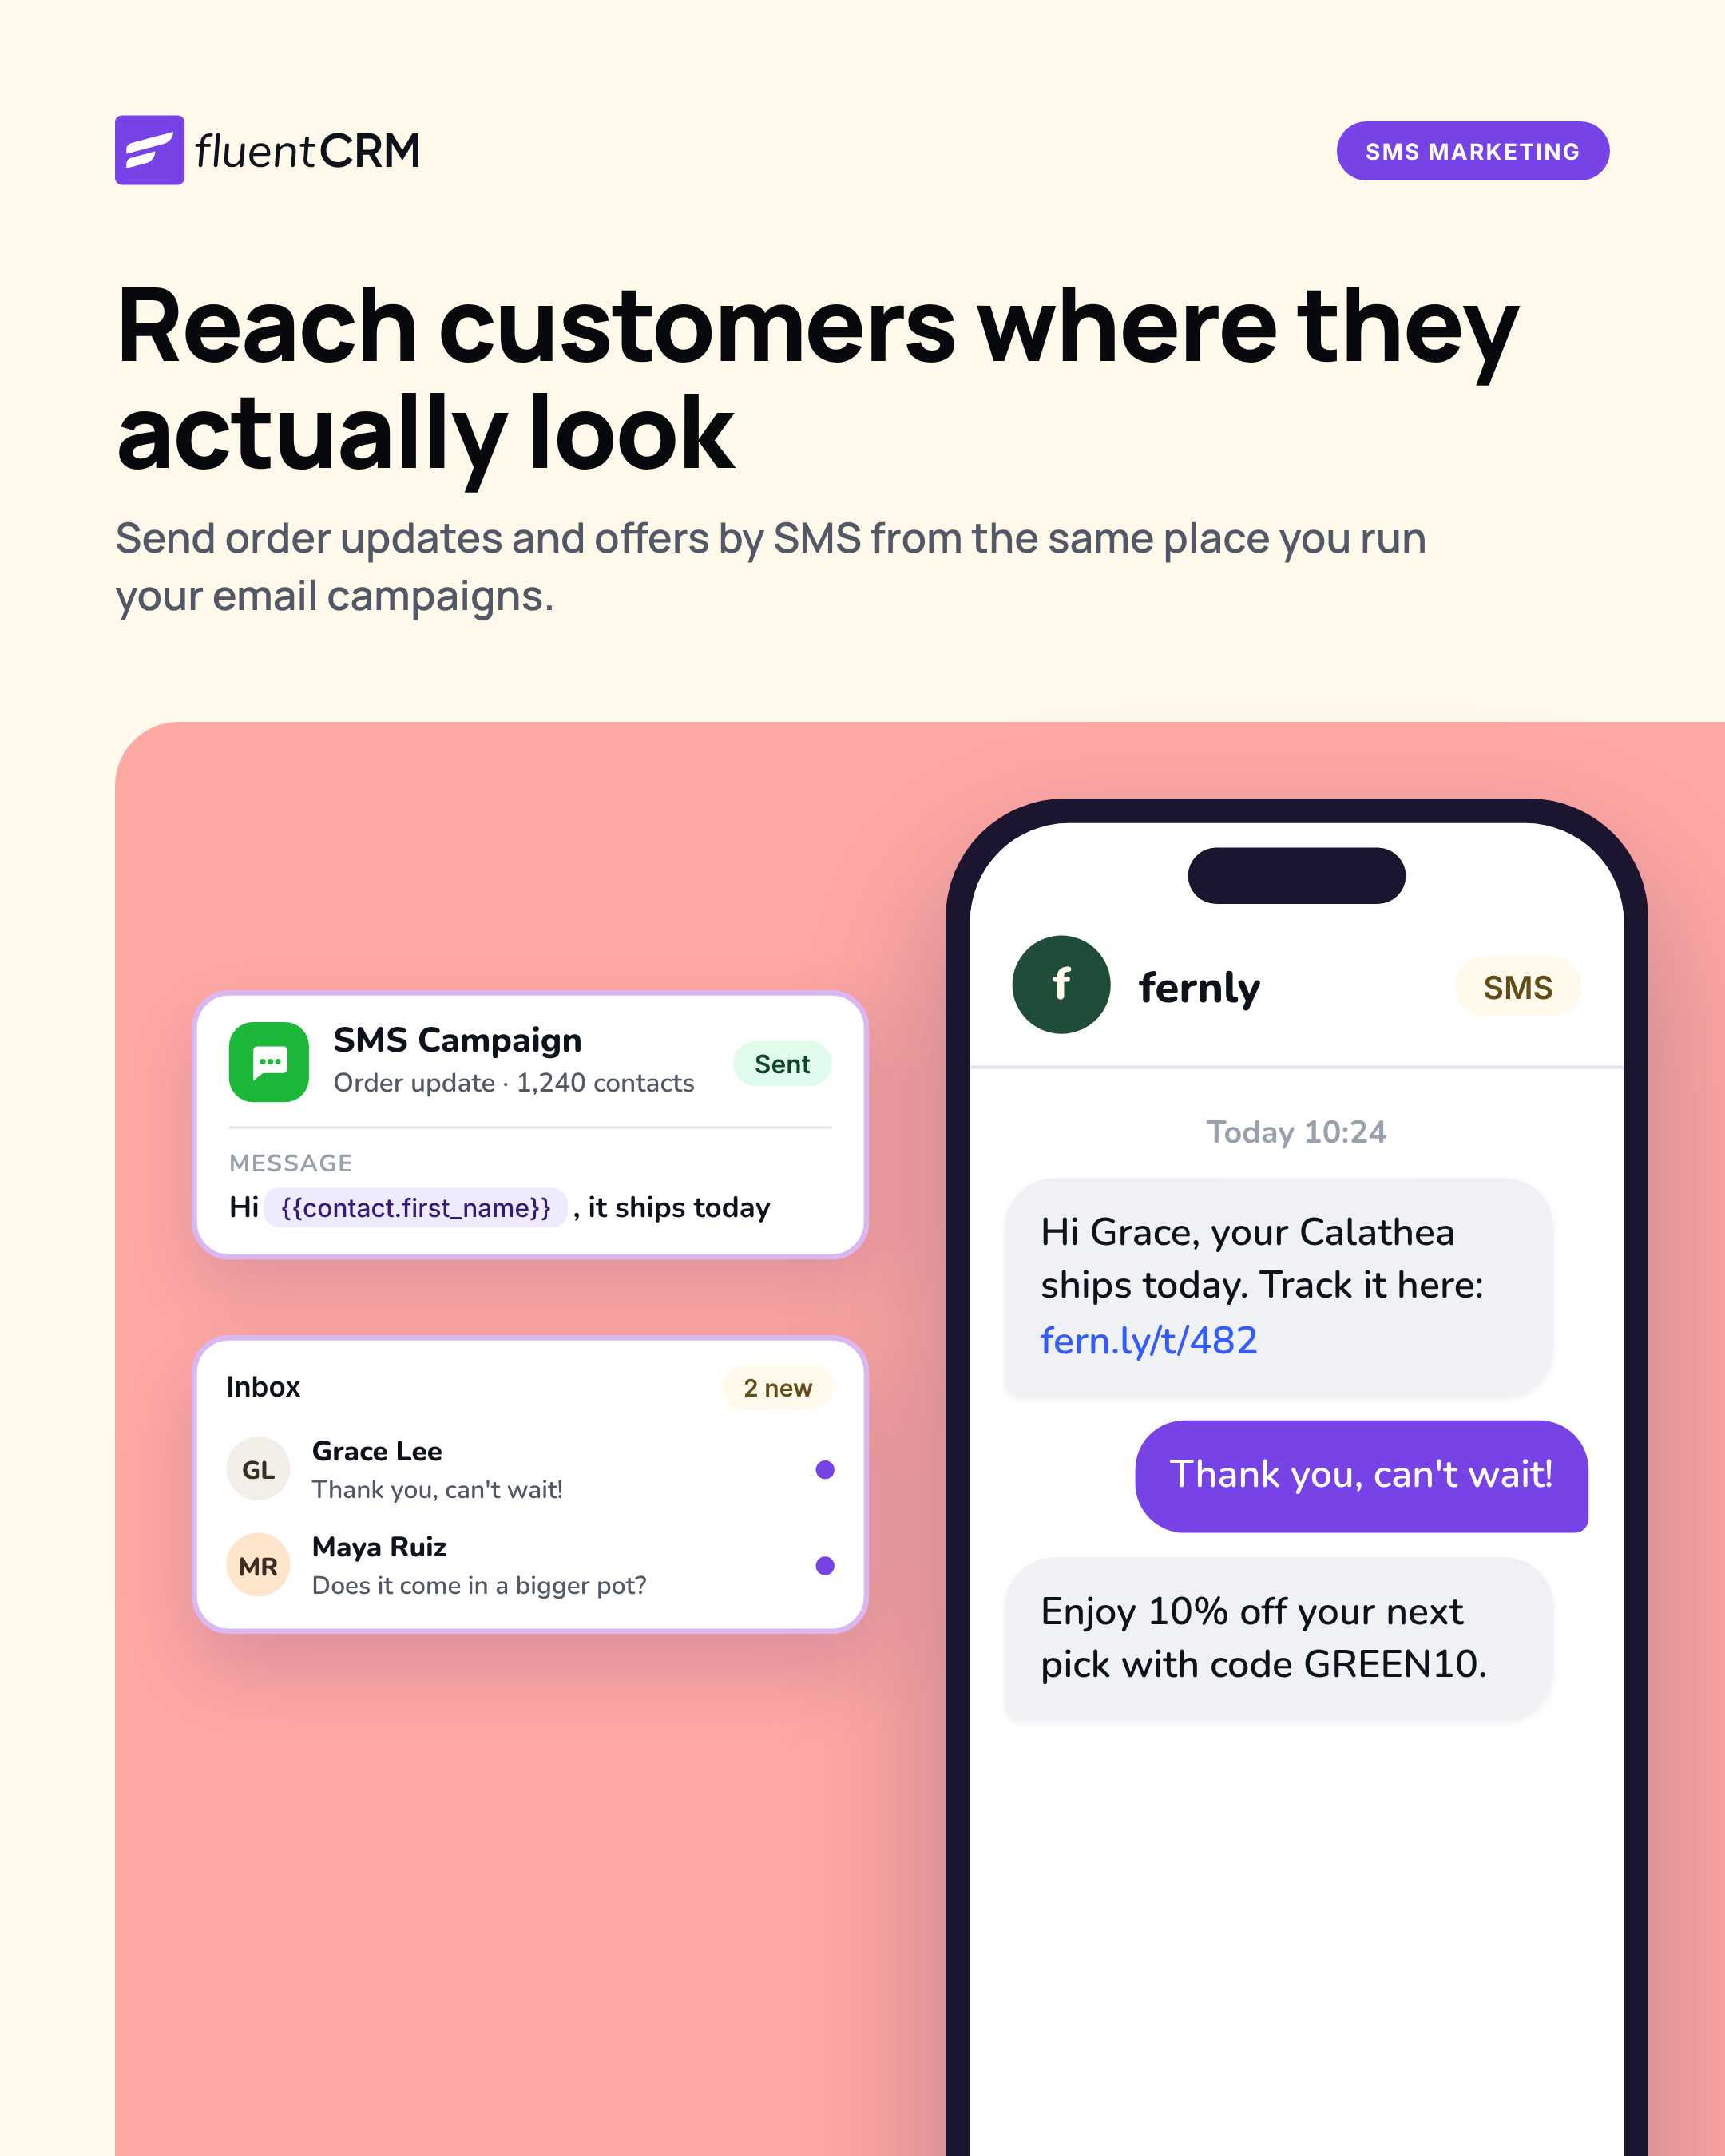 fluentCRM
SMS MARKETING
Reach customers where they
actually look
Send order updates and offers by SMS from the same place you run
your email campaigns.
SMS Campaign
Order update · 1,240 contacts
Sent
MESSAGE
Hi {{contact.first_name}} , it ships today
Inbox
2 new
GL
Grace Lee
Thank you, can't wait!
MR
Maya Ruiz
Does it come in a bigger pot?
f
fernly
SMS
Today 10:24
Hi Grace, your Calathea
ships today. Track it here:
fern.ly/t/482
Thank you, can't wait!
Enjoy 10% off your next
pick with code GREEN10.